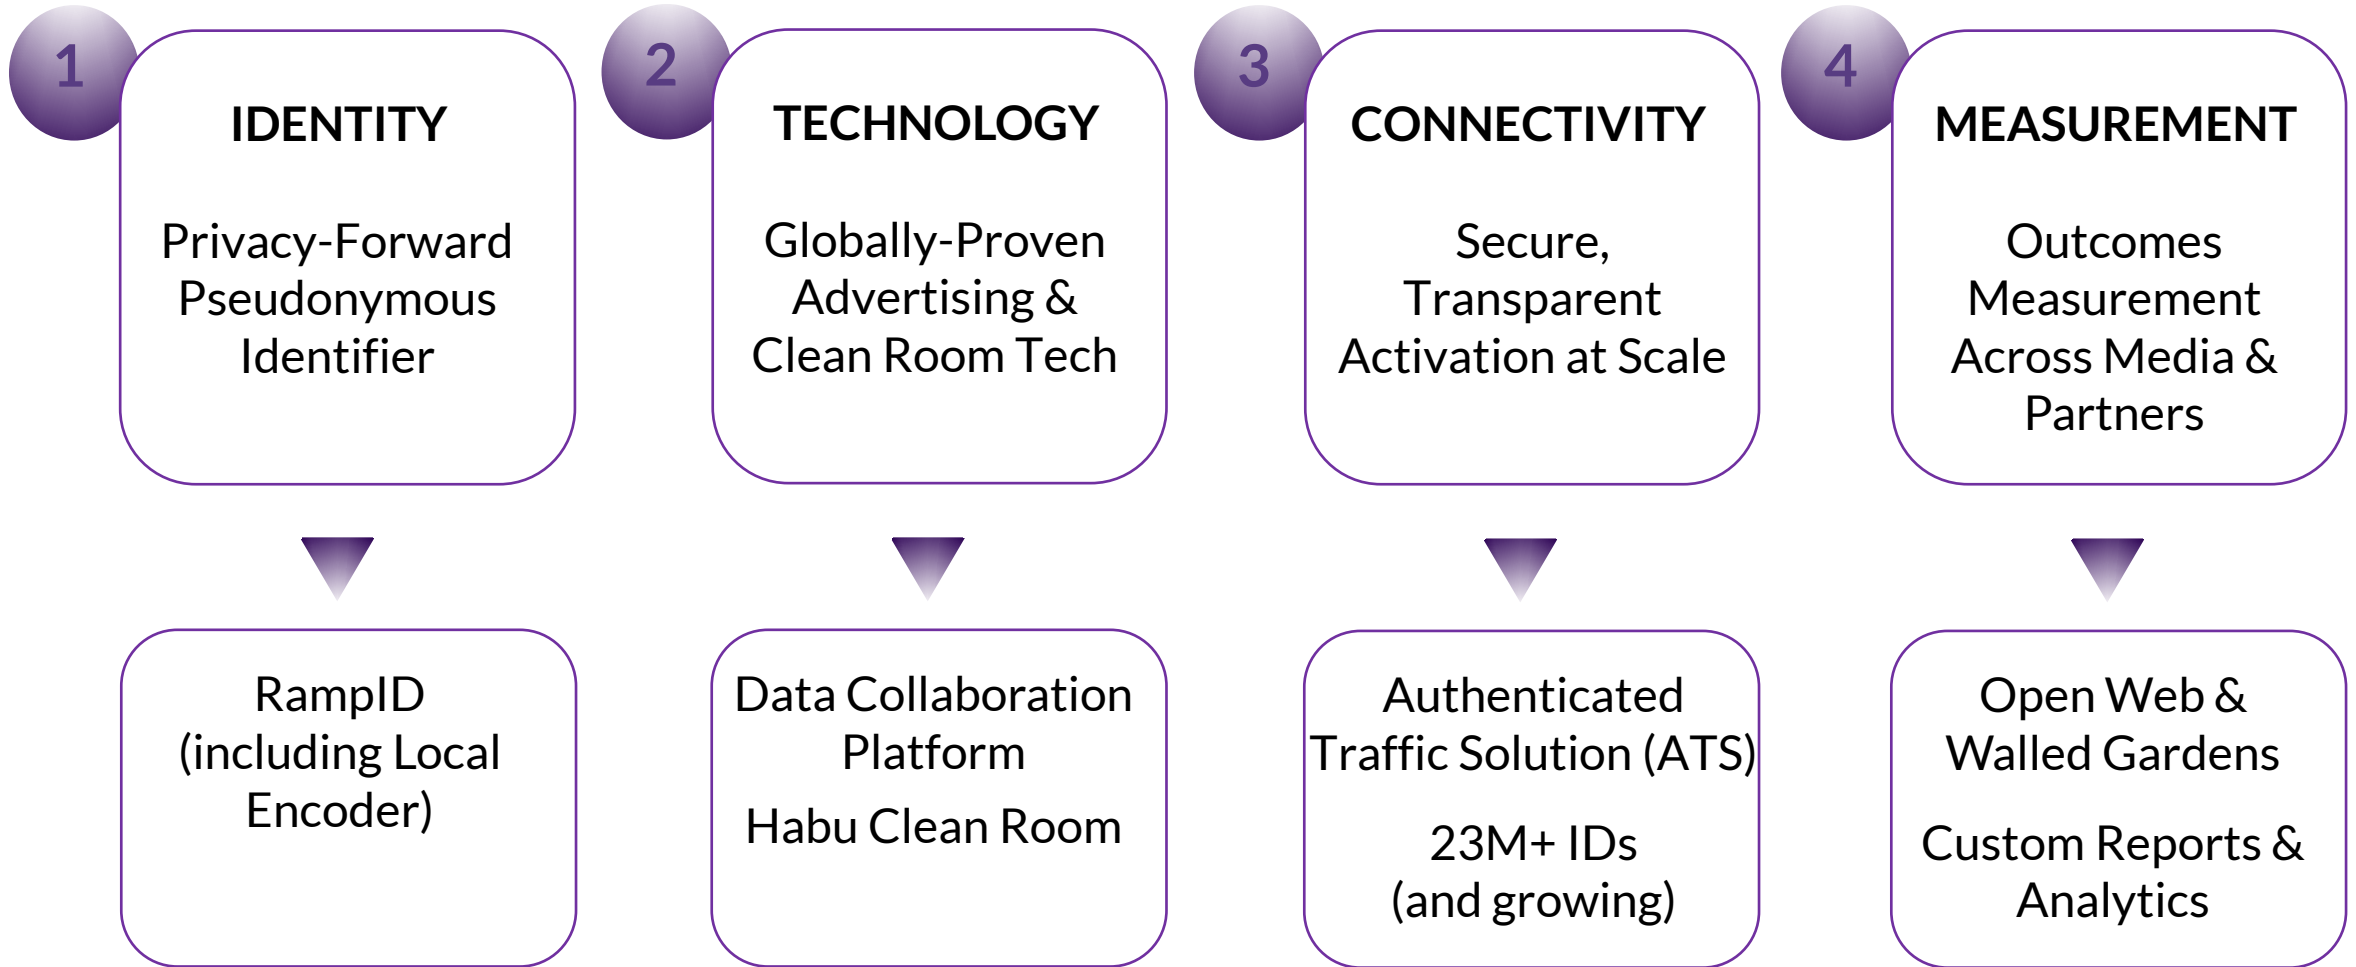 1
IDENTITY
Privacy-Forward
Pseudonymous
Identifier
RampID
(including Local
Encoder)
2
TECHNOLOGY
Globally-Proven
Advertising &
Clean Room Tech
Data Collaboration
Platform
Habu Clean Room
3
CONNECTIVITY
Secure,
Transparent
Activation at Scale
Authenticated
Traffic Solution (ATS)
23M+ IDs
(and growing)
4
MEASUREMENT
Outcomes
Measurement
Across Media &
Partners
Open Web &
Walled Gardens
Custom Reports &
Analytics